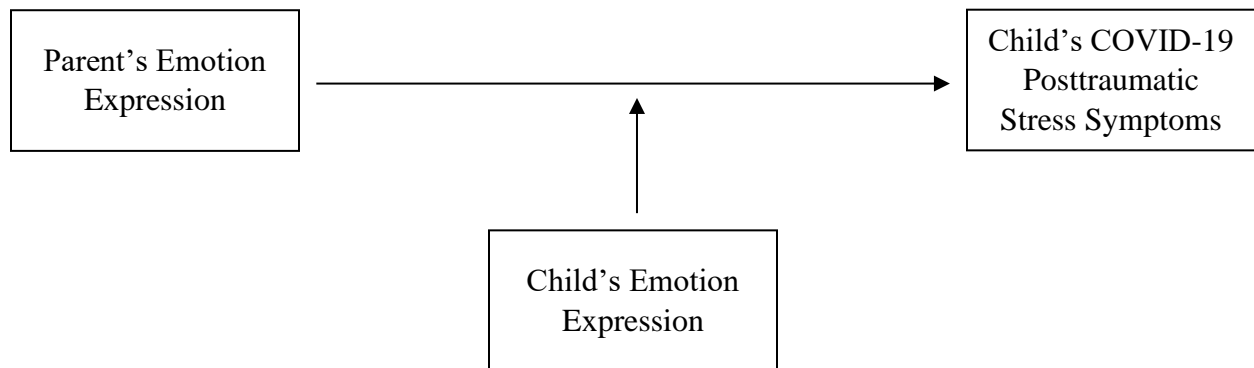 Parent’s Emotion
Expression
Child’s COVID-19
Posttraumatic
Stress Symptoms
Child’s Emotion
Expression